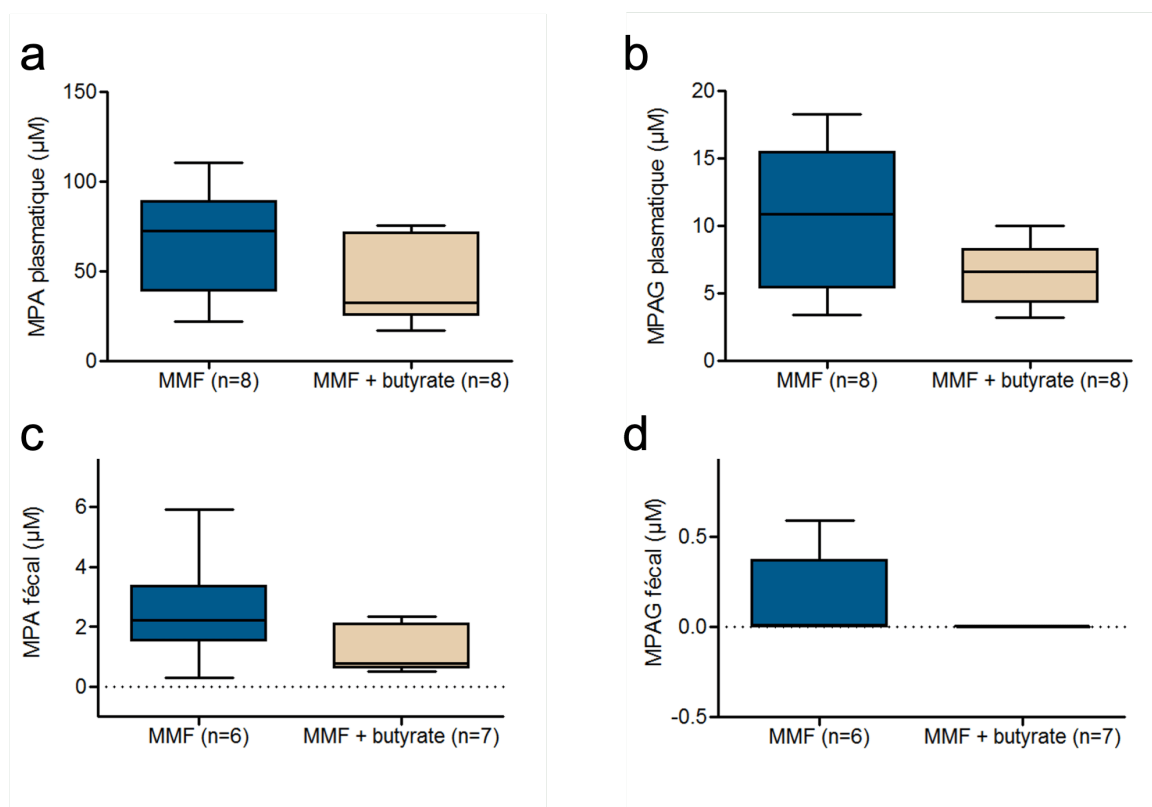 a
150
100
50
0
MPA plasmatique (µM)
MMF (n=8)
MMF + butyrate (n=8)
b
20
15
10
5
0
MPAG plasmatique (µM)
MMF (n=8)
MMF + butyrate (n=8)
c
6
4
2
0
MPA fécal (µM)
MMF (n=6)
MMF + butyrate (n=7)
d
0.5
0.0
-0.5
MPAG fécal (µM)
MMF (n=6)
MMF + butyrate (n=7)